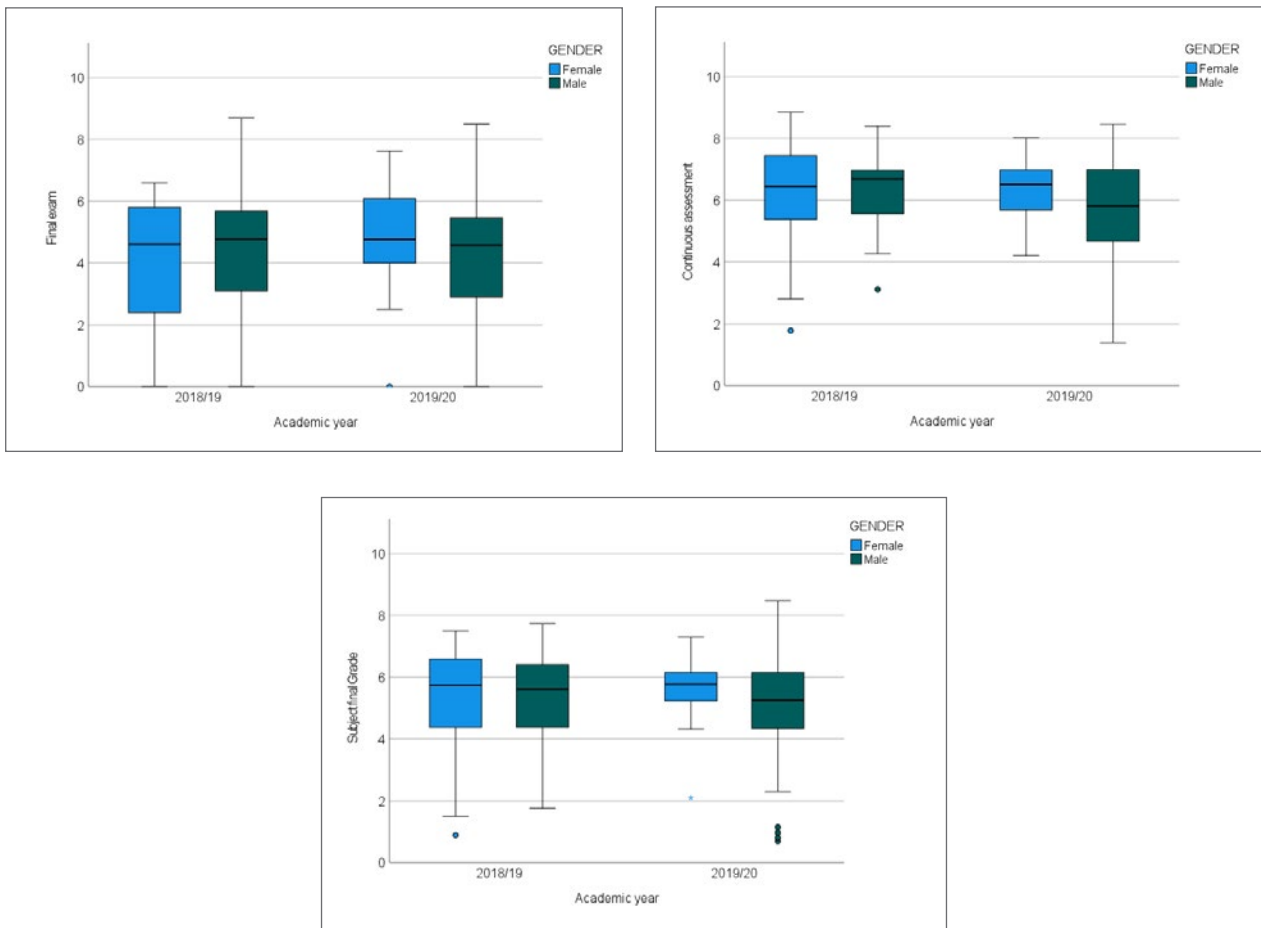 GENDER
Female
Male
10
8
6
4
2
0
Final exam
2018/19
2019/20
Academic year
GENDER
Female
Male
10
8
6
4
2
0
Continuous assessment
2018/19
2019/20
Academic year
GENDER
Female
Male
10
8
6
4
2
0
Subject final Grade
2018/19
2019/20
Academic year